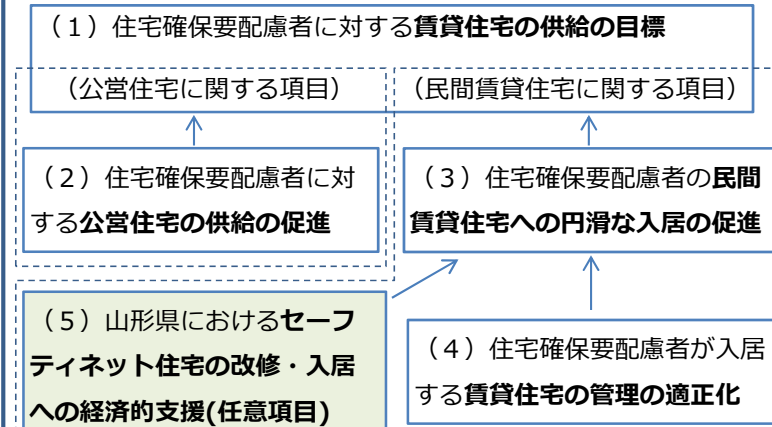 （１）住宅確保要配慮者に対する賃貸住宅の供給の目標
（公営住宅に関する項目）
（民間賃貸住宅に関する項目）
（２）住宅確保要配慮者に対
する公営住宅の供給の促進
（３）住宅確保要配慮者の民間
賃貸住宅への円滑な入居の促進
（５）山形県におけるセーフ
ティネット住宅の改修・入居
への経済的支援(任意項目)
（４）住宅確保要配慮者が入居
する賃貸住宅の管理の適正化